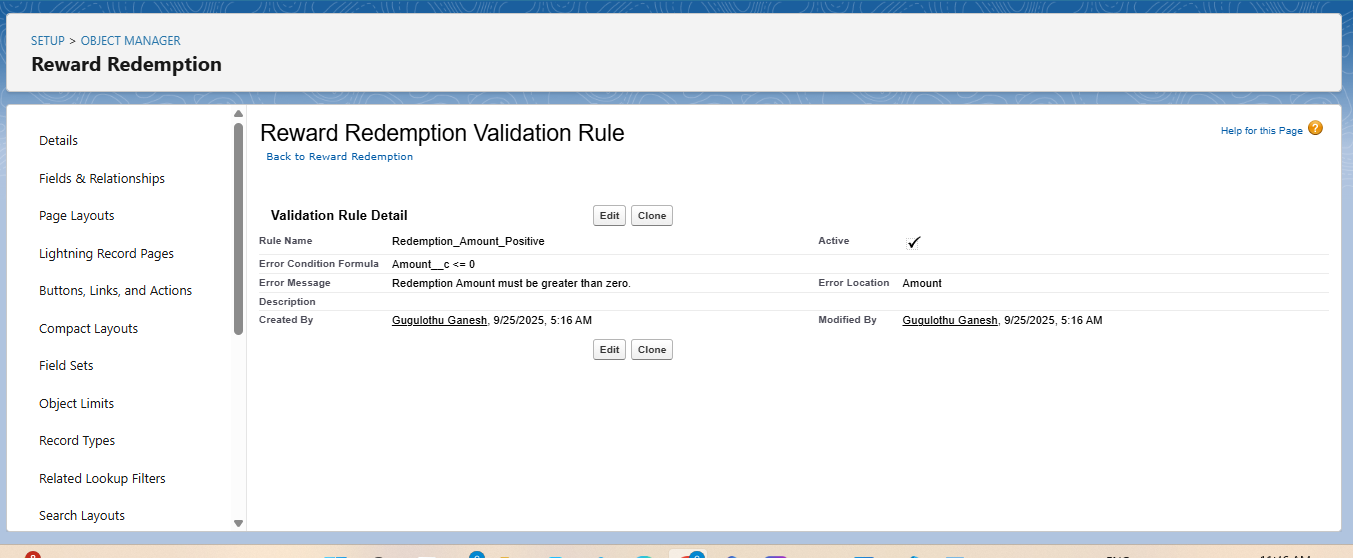 SETUP > OBJECT MANAGER
Reward Redemption
Details
Fields & Relationships
Page Layouts
Lightning Record Pages
Buttons, Links, and Actions
Compact Layouts
Field Sets
Object Limits
Record Types
Related Lookup Filters
Search Layouts
Reward Redemption Validation Rule
Help for this Page ?
Back to Reward Redemption
Validation Rule Detail Edit Clone
Rule Name Redemption_Amount_Positive Active
Error Condition Formula Amount__c <= 0
Error Message Redemption Amount must be greater than zero. Error Location Amount
Description
Created By Gugulothu Ganesh, 9/25/2025, 5:16 AM Modified By Gugulothu Ganesh, 9/25/2025, 5:16 AM
Edit Clone